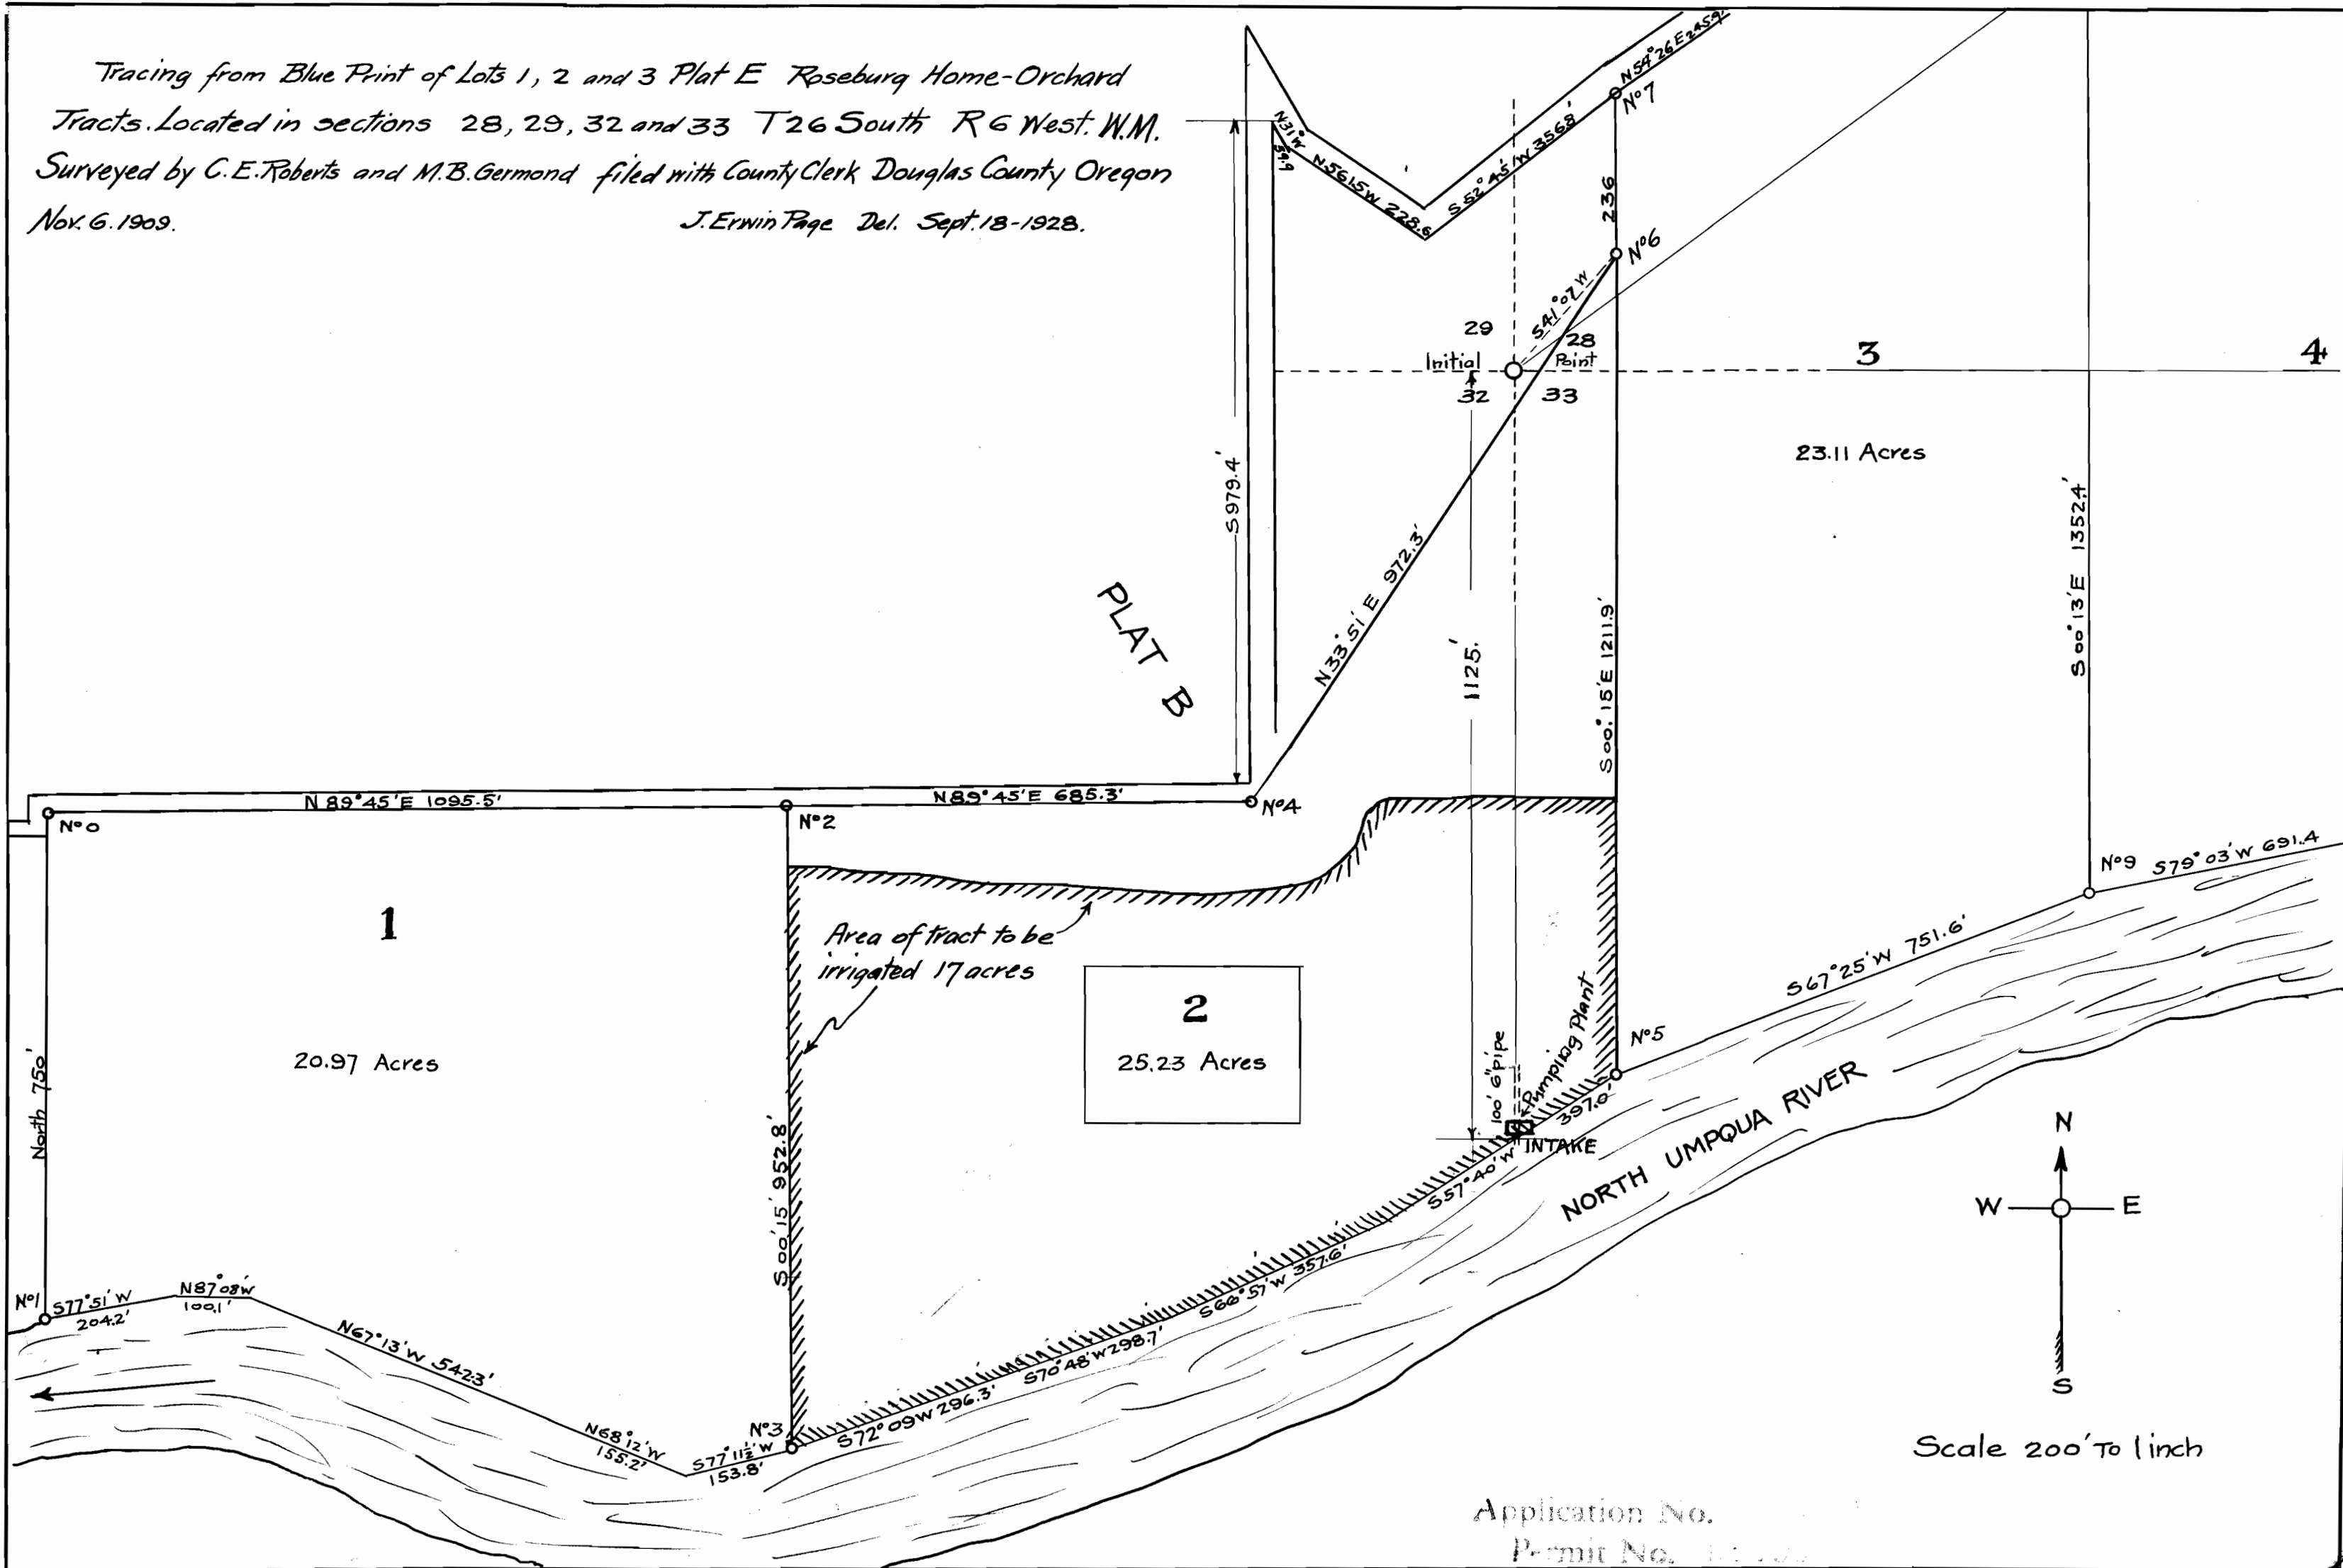 Tracing from Blue Print of Lots 1, 2 and 3 Plat E Roseburg Home-Orchard
Tracts. Located in sections 28, 29, 32 and 33 T26 South R6 West. W.M.
Surveyed by C.E. Roberts and M.B. Germond filed with County Clerk Douglas County Oregon
Nov. 6. 1909.
J. Erwin Page Del. Sept. 18-1928.
N54°26'E 245.9'
Nº7
N31°W
59.9
N5615W 228.6
S52°45'W 356.8'
236
Nº6
S41°07'W
29
28
Initial Point
32
33
3
4
23.11 Acres
S979.4'
N33°51'E 972.3'
1125.'
S00°15'E 1211.9'
S00°13'E 1352.4'
PLAT B
N89°45'E 1095.5'
N89°45'E 685.3'
Nº0
Nº2
Nº4
Nº9
S79°03'W 691.4
1
Area of tract to be
irrigated 17 acres
2
20.97 Acres
25.23 Acres
North 750'
S00°15' 952.8'
100' 6" pipe
Pumping Plant
Nº5
S67°25'W 751.6'
INTAKE
397.0'
S57°40'W
NORTH UMPQUA RIVER
S66°57'W 357.6'
S70°48'W 298.7'
S72°09W 296.3'
Nº3
S77°11½'W
153.8'
N68°12'W
155.2'
N67°13'W 542.3'
N87°08'W
100.1'
Nº1
S77°51'W
204.2'
N
W
E
S
Scale 200' To 1 inch
Application No.
Permit No.